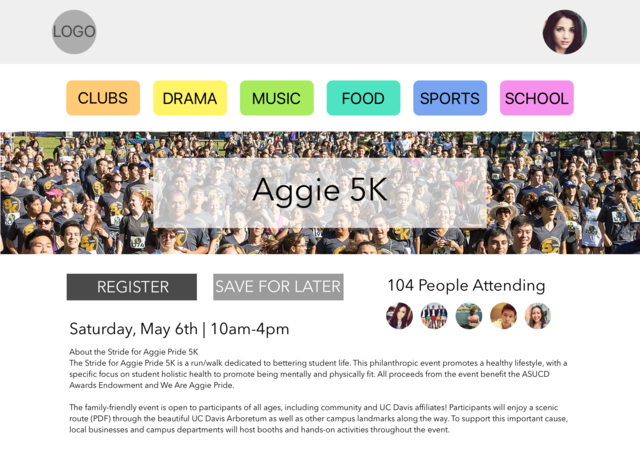 LOGO
CLUBS DRAMA MUSIC FOOD SPORTS SCHOOL
Aggie 5K
REGISTER SAVE FOR LATER 104 People Attending
Saturday, May 6th | 10am-4pm
About the Stride for Aggie Pride 5K
The Stride for Aggie Pride 5K is a run/walk dedicated to bettering student life. This philanthropic event promotes a healthy lifestyle, with a
specific focus on student holistic health to promote being mentally and physically fit. All proceeds from the event benefit the ASUCD
Awards Endowment and We Are Aggie Pride.
The family-friendly event is open to participants of all ages, including community and UC Davis affiliates! Participants will enjoy a scenic
route (PDF) through the beautiful UC Davis Arboretum as well as other campus landmarks along the way. To support this important cause,
local businesses and campus departments will host booths and hands-on activities throughout the event.